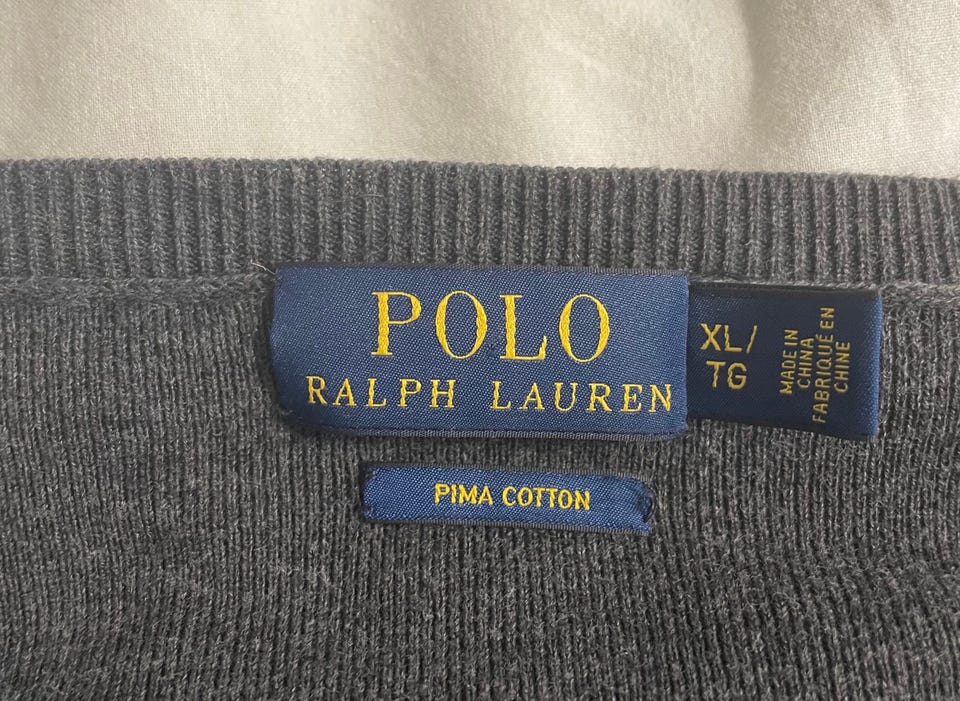 POLO
RALPH LAUREN
XL/
TG
MADE IN
CHINA
FABRIQUÉ EN
CHINE
PIMA COTTON